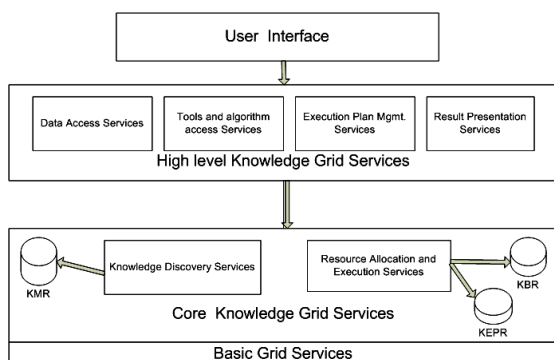 User Interface
Data Access Services
Tools and algorithm
access Services
Execution Plan Mgmt.
Services
Result Presentation
Services
High level Knowledge Grid Services
KMR
Knowledge Discovery Services
Resource Allocation and
Execution Services
KBR
KEPR
Core Knowledge Grid Services
Basic Grid Services